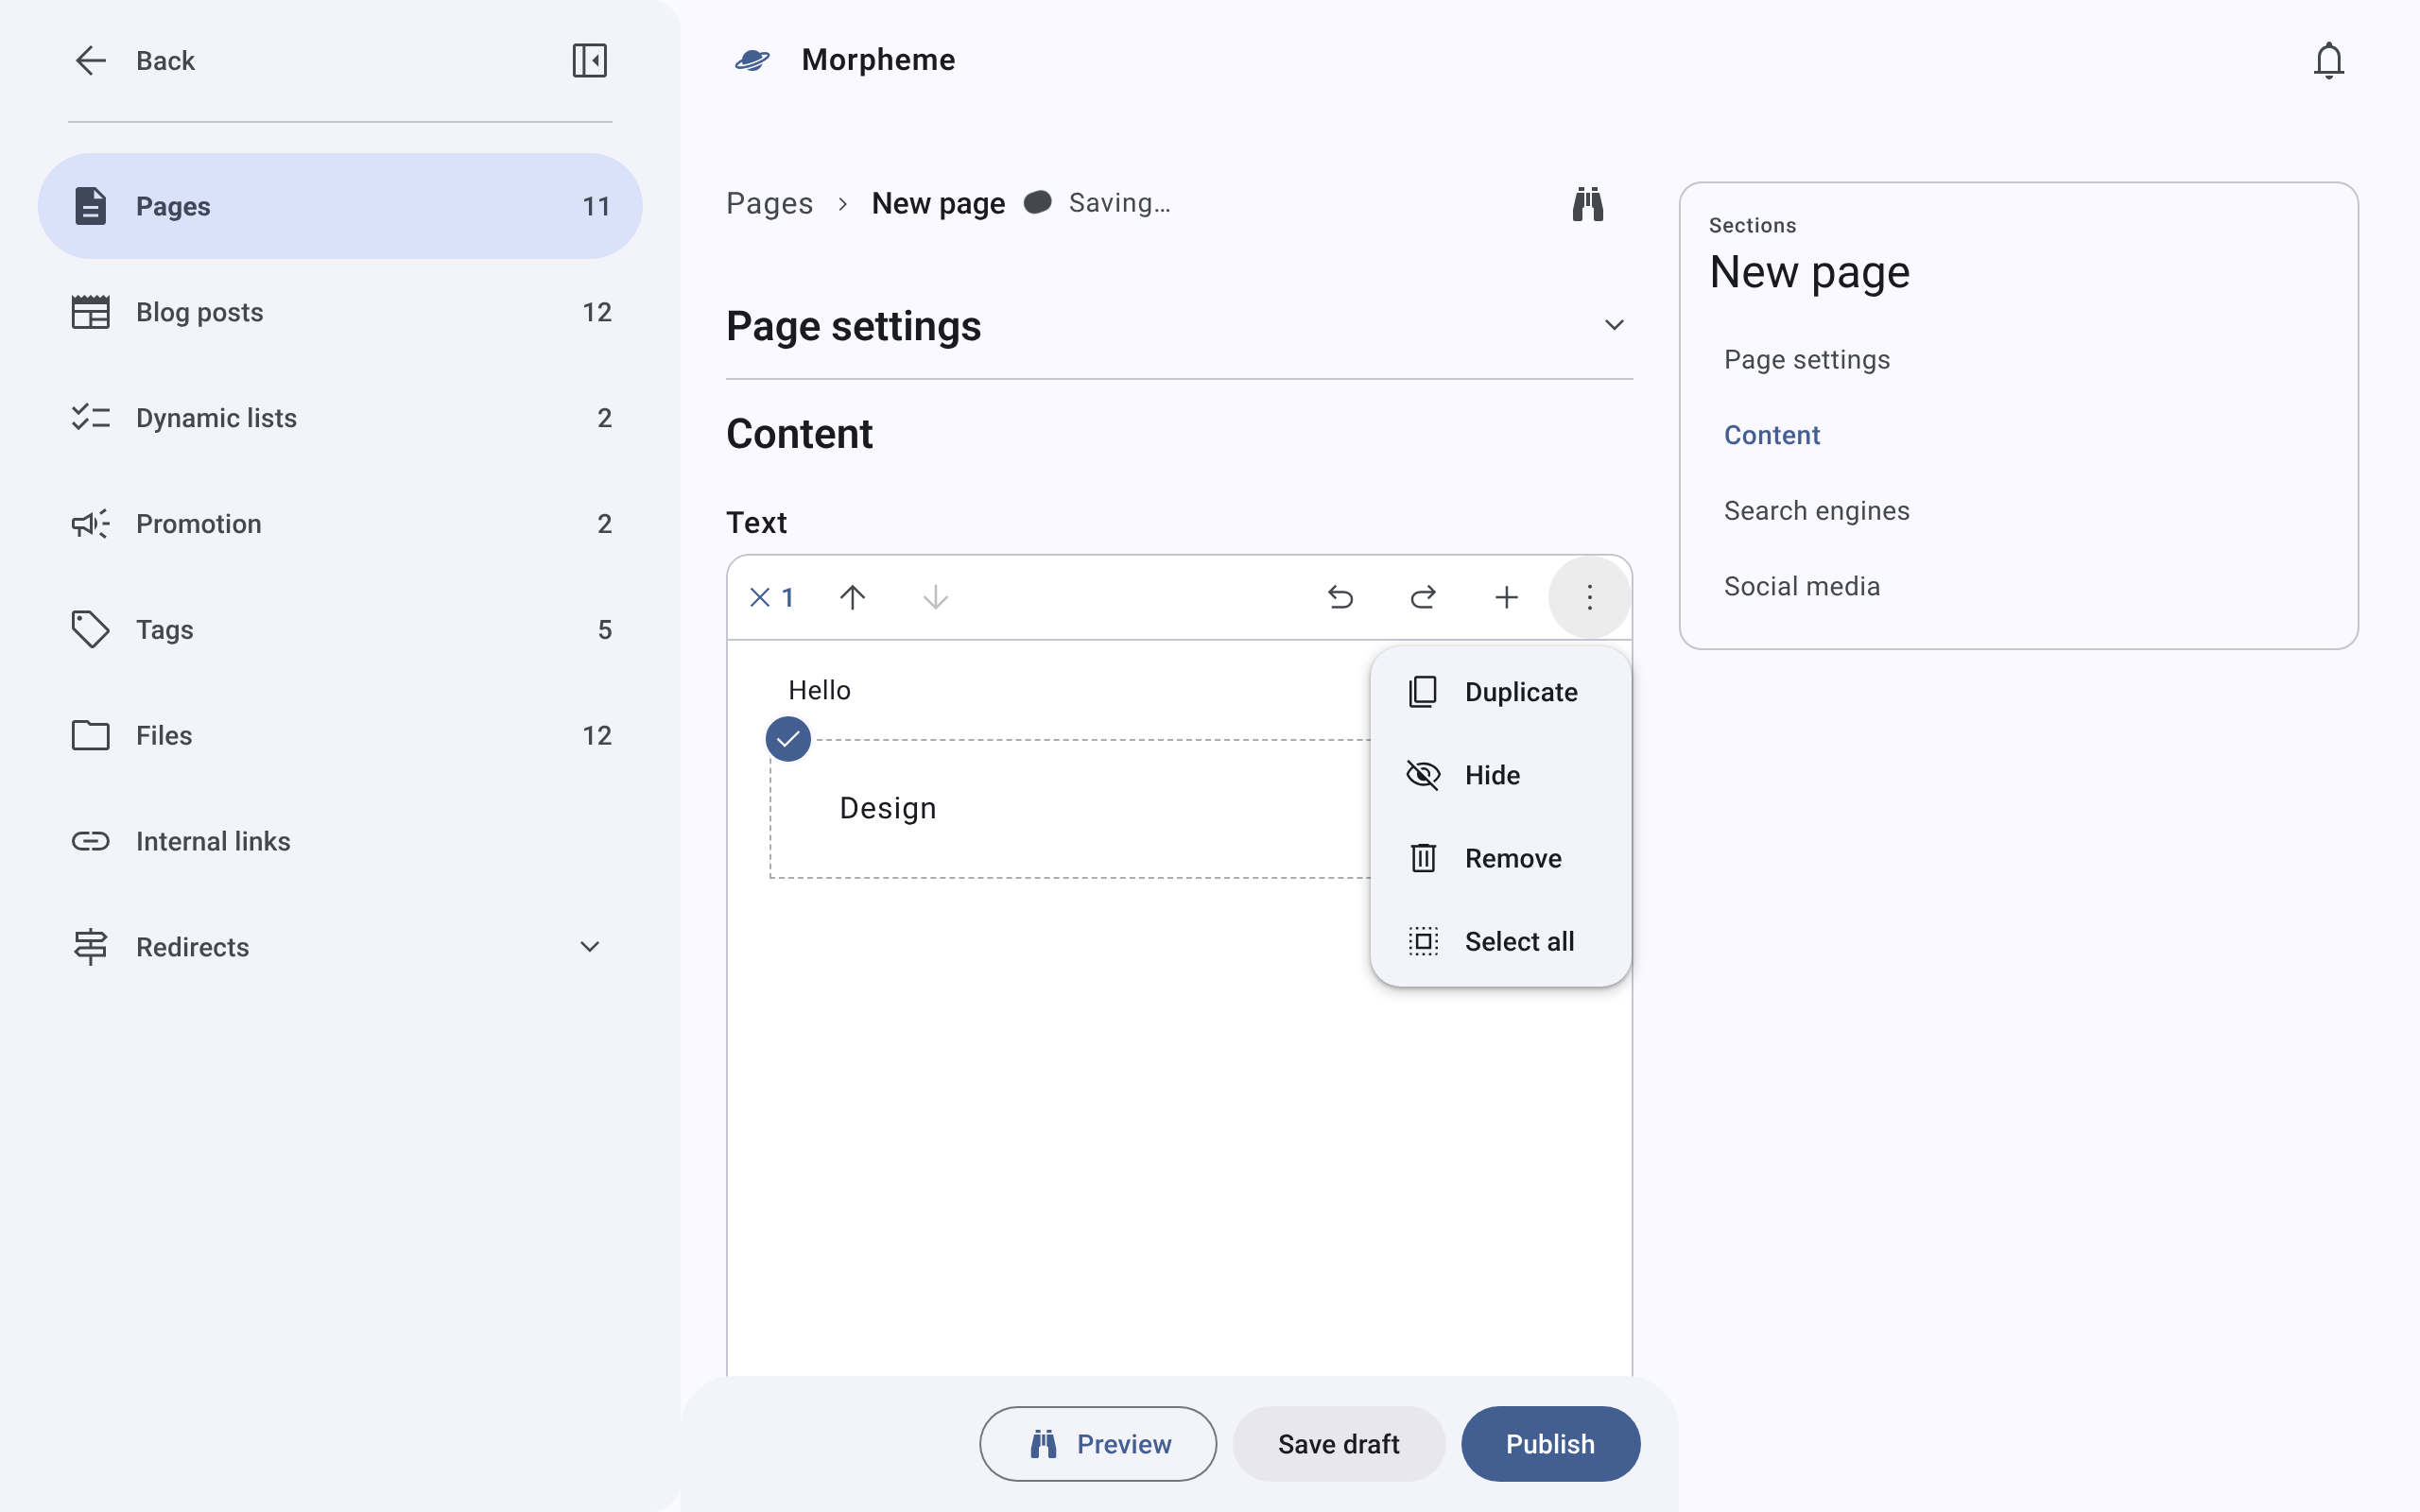 Back
Pages 11
Blog posts 12
Dynamic lists 2
Promotion 2
Tags 5
Files 12
Internal links
Redirects
Morpheme
Pages > New page Saving...
Page settings
Content
Text
1
Hello
Design
Duplicate
Hide
Remove
Select all
Preview
Save draft
Publish
Sections
New page
Page settings
Content
Search engines
Social media